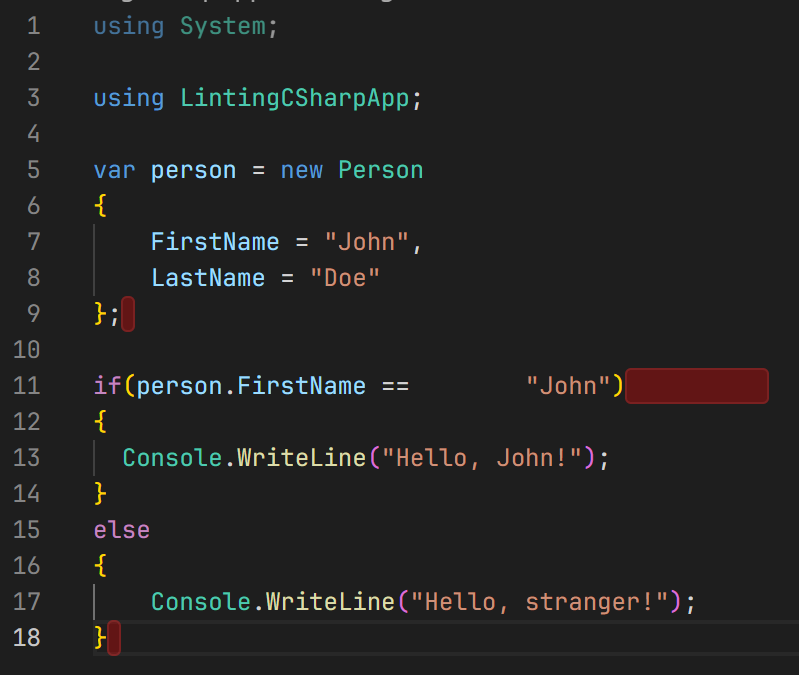 1 using System;
2
3 using LintingCSharpApp;
4
5 var person = new Person
6 {
7     FirstName = "John",
8     LastName = "Doe"
9 };
10
11 if(person.FirstName ==        "John")
12 {
13   Console.WriteLine("Hello, John!");
14 }
15 else
16 {
17     Console.WriteLine("Hello, stranger!");
18 }